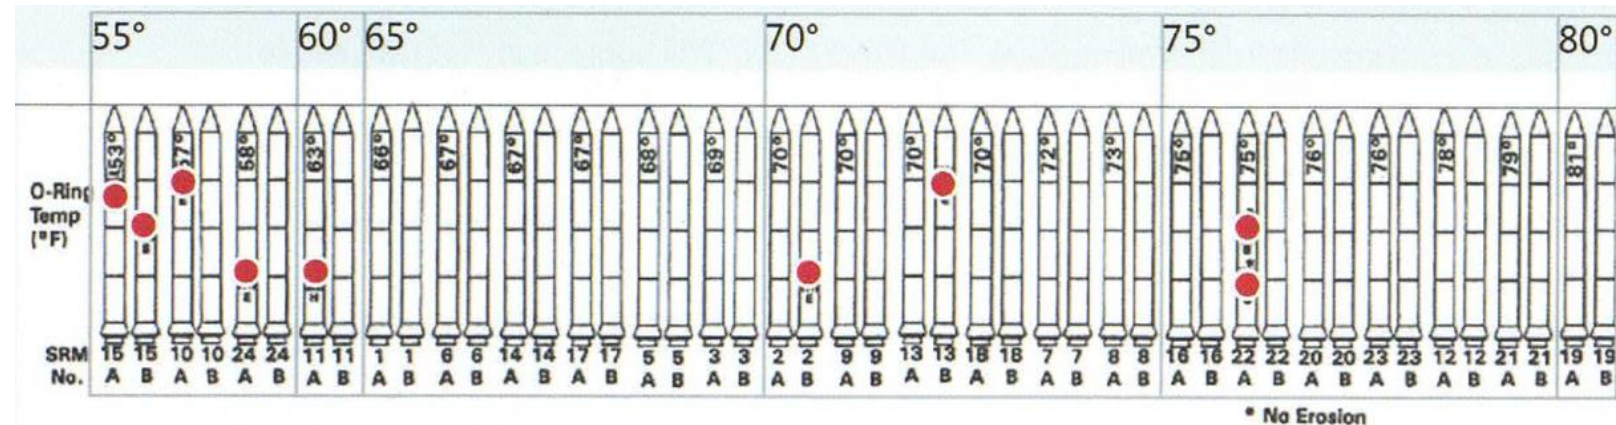 55° 60° 65° 70° 75° 80°
53° 57° 58° 63° 66° 67° 67° 67° 68° 69° 70° 70° 70° 70° 72° 73° 75° 75° 76° 76° 78° 79° 81°
O-Ring
Temp
(°F)
SRM 15 15 10 10 24 24 11 11 1 1 6 6 14 14 17 17 5 5 3 3 2 2 9 9 13 13 18 18 7 7 8 8 16 16 22 22 20 20 23 23 12 12 21 21 19 19
No. A B A B A B A B A B A B A B A B A B A B A B A B A B A B A B A B A B A B A B A B A B A B A B
* No Erosion